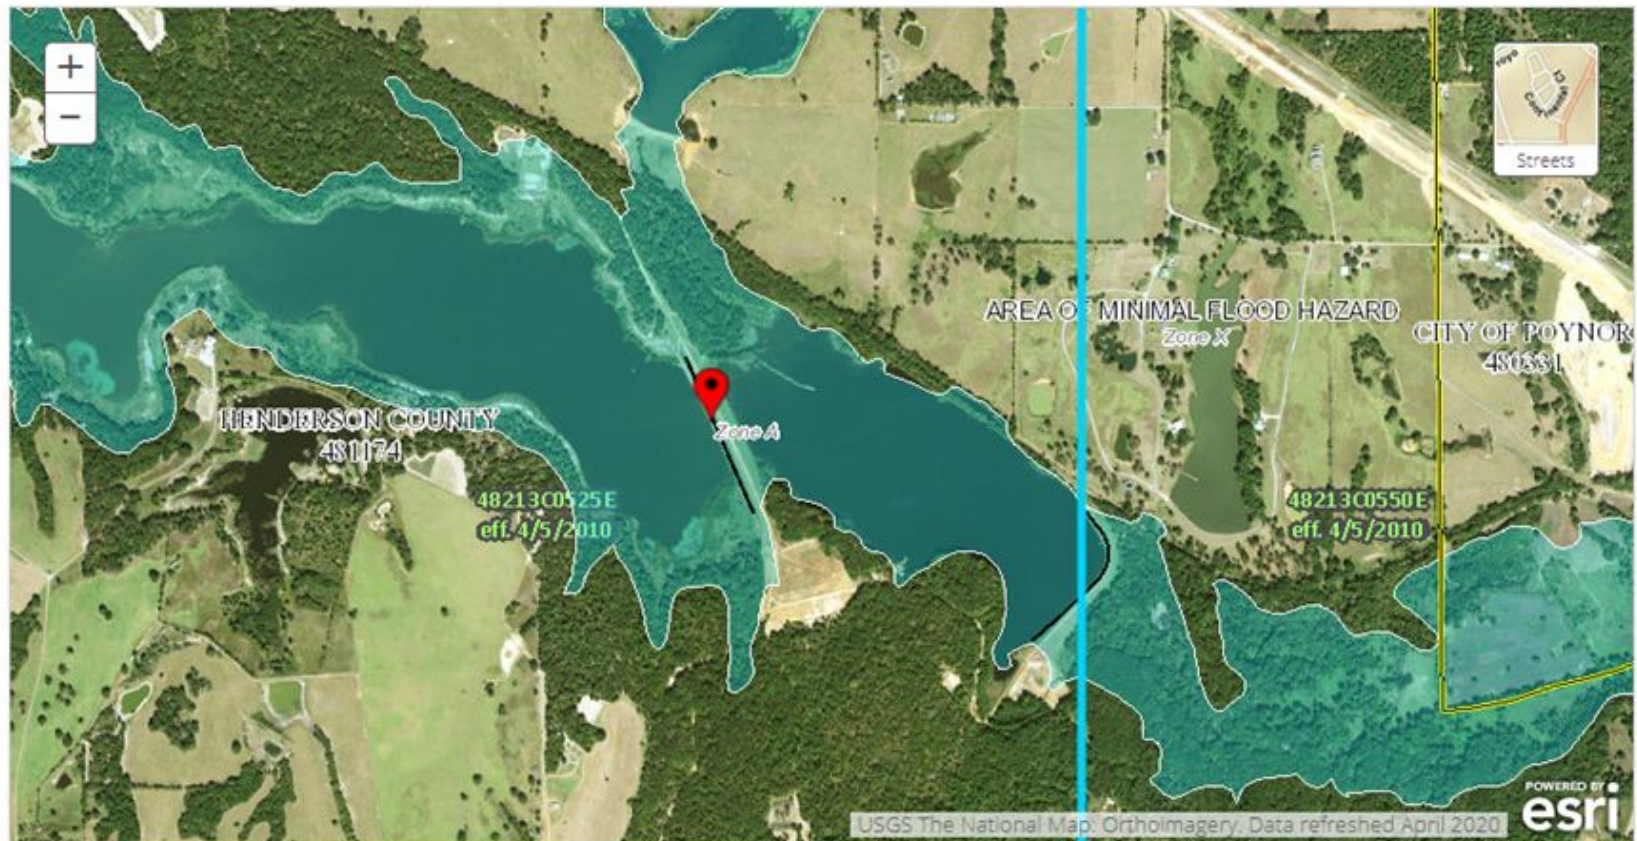 +
−
Streets
AREA OF MINIMAL FLOOD HAZARD
Zone X
CITY OF POYNOR
480331
HENDERSON COUNTY
481174
Zone A
48213C0525E
eff. 4/5/2010
48213C0550E
eff. 4/5/2010
POWERED BY
esri
USGS The National Map: Orthoimagery. Data refreshed April 2020